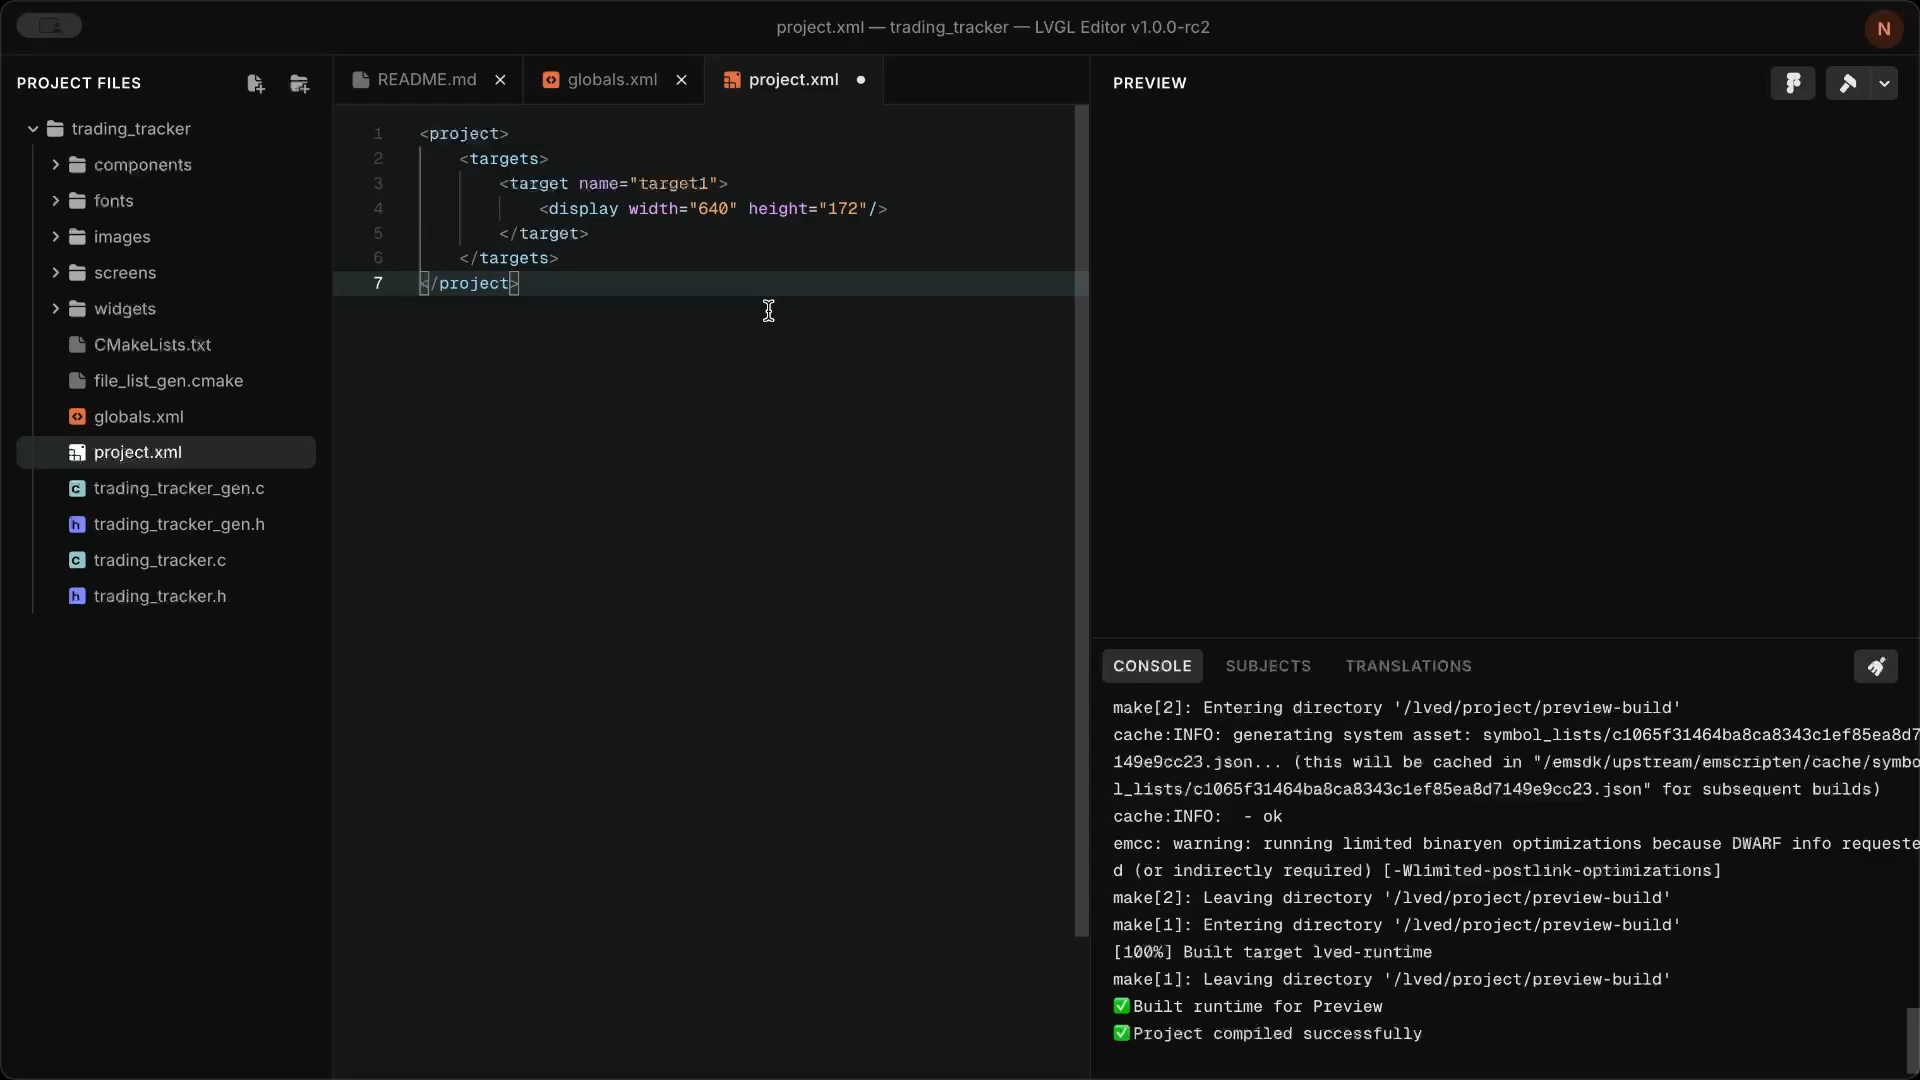 project.xml — trading_tracker — LVGL Editor v1.0.0-rc2
N
PROJECT FILES
trading_tracker
components
fonts
images
screens
widgets
CMakeLists.txt
file_list_gen.cmake
globals.xml
project.xml
trading_tracker_gen.c
trading_tracker_gen.h
trading_tracker.c
trading_tracker.h
README.md
globals.xml
project.xml
1 <project>
2 <targets>
3 <target name="target1">
4 <display width="640" height="172"/>
5 </target>
6 </targets>
7 </project>
PREVIEW
CONSOLE SUBJECTS TRANSLATIONS
make[2]: Entering directory '/lved/project/preview-build'
cache:INFO: generating system asset: symbol_lists/c1065f31464ba8ca8343c1ef85ea8d7
149e9cc23.json... (this will be cached in "/emsdk/upstream/emscripten/cache/symbo
l_lists/c1065f31464ba8ca8343c1ef85ea8d7149e9cc23.json" for subsequent builds)
cache:INFO:  - ok
emcc: warning: running limited binaryen optimizations because DWARF info requeste
d (or indirectly required) [-Wlimited-postlink-optimizations]
make[2]: Leaving directory '/lved/project/preview-build'
make[1]: Entering directory '/lved/project/preview-build'
[100%] Built target lved-runtime
make[1]: Leaving directory '/lved/project/preview-build'
✅Built runtime for Preview
✅Project compiled successfully